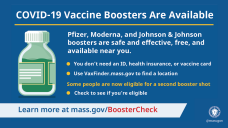 COVID-19 Vaccine Boosters Are Available
Pfizer, Moderna, and Johnson & Johnson
boosters are safe and effective, free, and
available near you.
You don't need an ID, health insurance, or vaccine card
Use VaxFinder.mass.gov to find a location
Some people are now eligible for a second booster shot
Check to see if you're eligible
Learn more at mass.gov/BoosterCheck